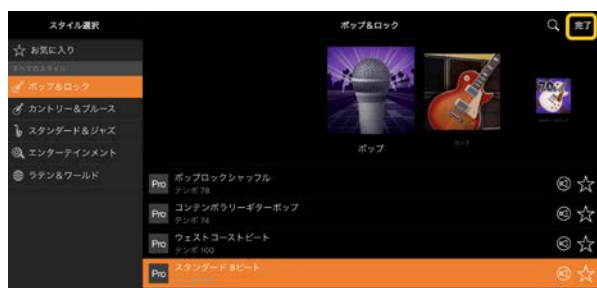 スタイル選択
ポップ&ロック
完了
お気に入り
すべてのスタイル
ポップ&ロック
カントリー&ブルース
スタンダード&ジャズ
エンターテインメント
ラテン&ワールド
ポップ
ロック
70s
Pro ポップロックシャッフル
テンポ 78
Pro コンテンポラリーギターポップ
テンポ 74
Pro ウェストコーストビート
テンポ 100
Pro スタンダード 8ビート